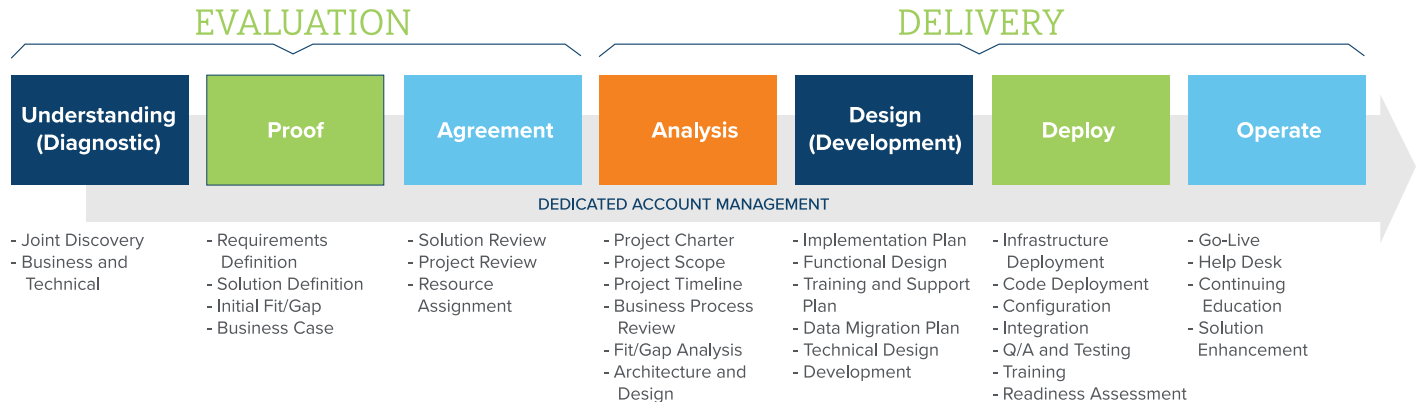 EVALUATION
DELIVERY
Understanding
(Diagnostic)
Proof
Agreement
Analysis
Design
(Development)
Deploy
Operate
DEDICATED ACCOUNT MANAGEMENT
- Joint Discovery
- Business and
Technical
- Requirements
Definition
- Solution Definition
- Initial Fit/Gap
- Business Case
- Solution Review
- Project Review
- Resource
Assignment
- Project Charter
- Project Scope
- Project Timeline
- Business Process
Review
- Fit/Gap Analysis
- Architecture and
Design
- Implementation Plan
- Functional Design
- Training and Support
Plan
- Data Migration Plan
- Technical Design
- Development
- Infrastructure
Deployment
- Code Deployment
- Configuration
- Integration
- Q/A and Testing
- Training
- Readiness Assessment
- Go-Live
- Help Desk
- Continuing
Education
- Solution
Enhancement